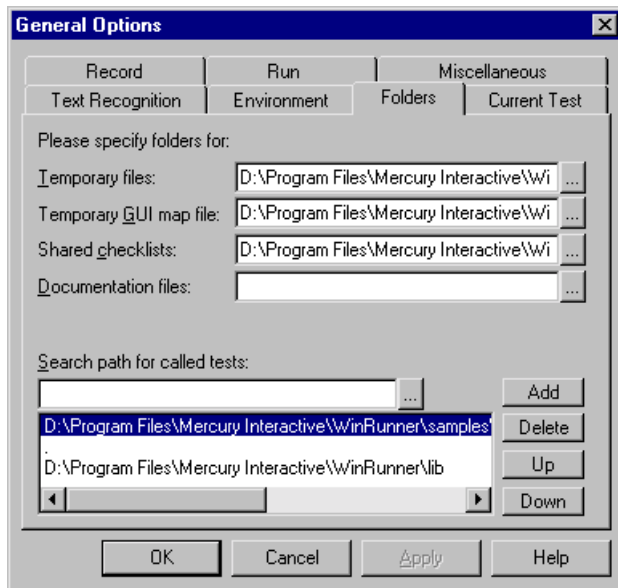 General Options
Record Run Miscellaneous
Text Recognition Environment Folders Current Test
Please specify folders for:
Temporary files: D:\Program Files\Mercury Interactive\Wi ...
Temporary GUI map file: D:\Program Files\Mercury Interactive\Wi ...
Shared checklists: D:\Program Files\Mercury Interactive\Wi ...
Documentation files: ...
Search path for called tests:
... Add
D:\Program Files\Mercury Interactive\WinRunner\samples\ Delete
.
D:\Program Files\Mercury Interactive\WinRunner\lib Up
Down
OK Cancel Apply Help